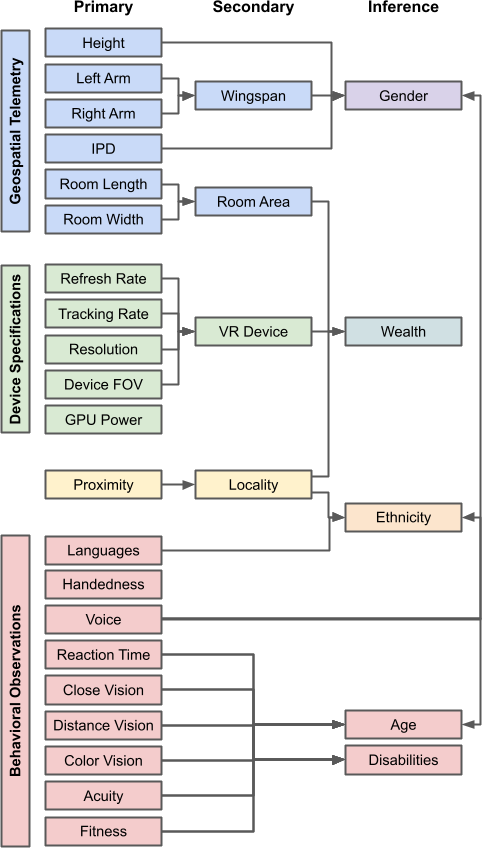 Primary
Secondary
Inference
Geospatial Telemetry
Height
Left Arm
Right Arm
Wingspan
Gender
IPD
Room Length
Room Width
Room Area
Device Specifications
Refresh Rate
Tracking Rate
Resolution
Device FOV
GPU Power
VR Device
Wealth
Proximity
Locality
Ethnicity
Behavioral Observations
Languages
Handedness
Voice
Reaction Time
Close Vision
Distance Vision
Color Vision
Acuity
Fitness
Age
Disabilities